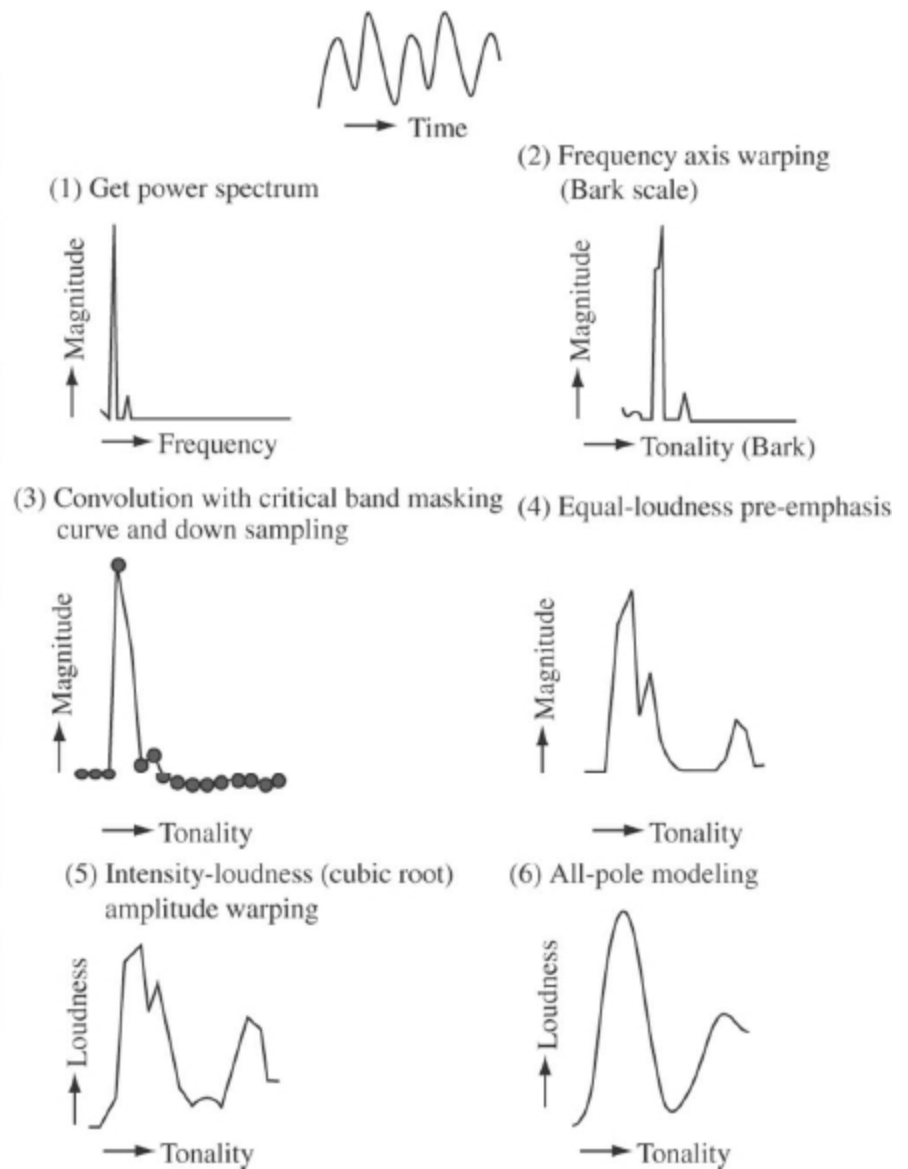 Time
(1) Get power spectrum
Magnitude
Frequency
(2) Frequency axis warping
(Bark scale)
Magnitude
Tonality (Bark)
(3) Convolution with critical band masking
curve and down sampling
Magnitude
Tonality
(4) Equal-loudness pre-emphasis
Magnitude
Tonality
(5) Intensity-loudness (cubic root)
amplitude warping
Loudness
Tonality
(6) All-pole modeling
Loudness
Tonality